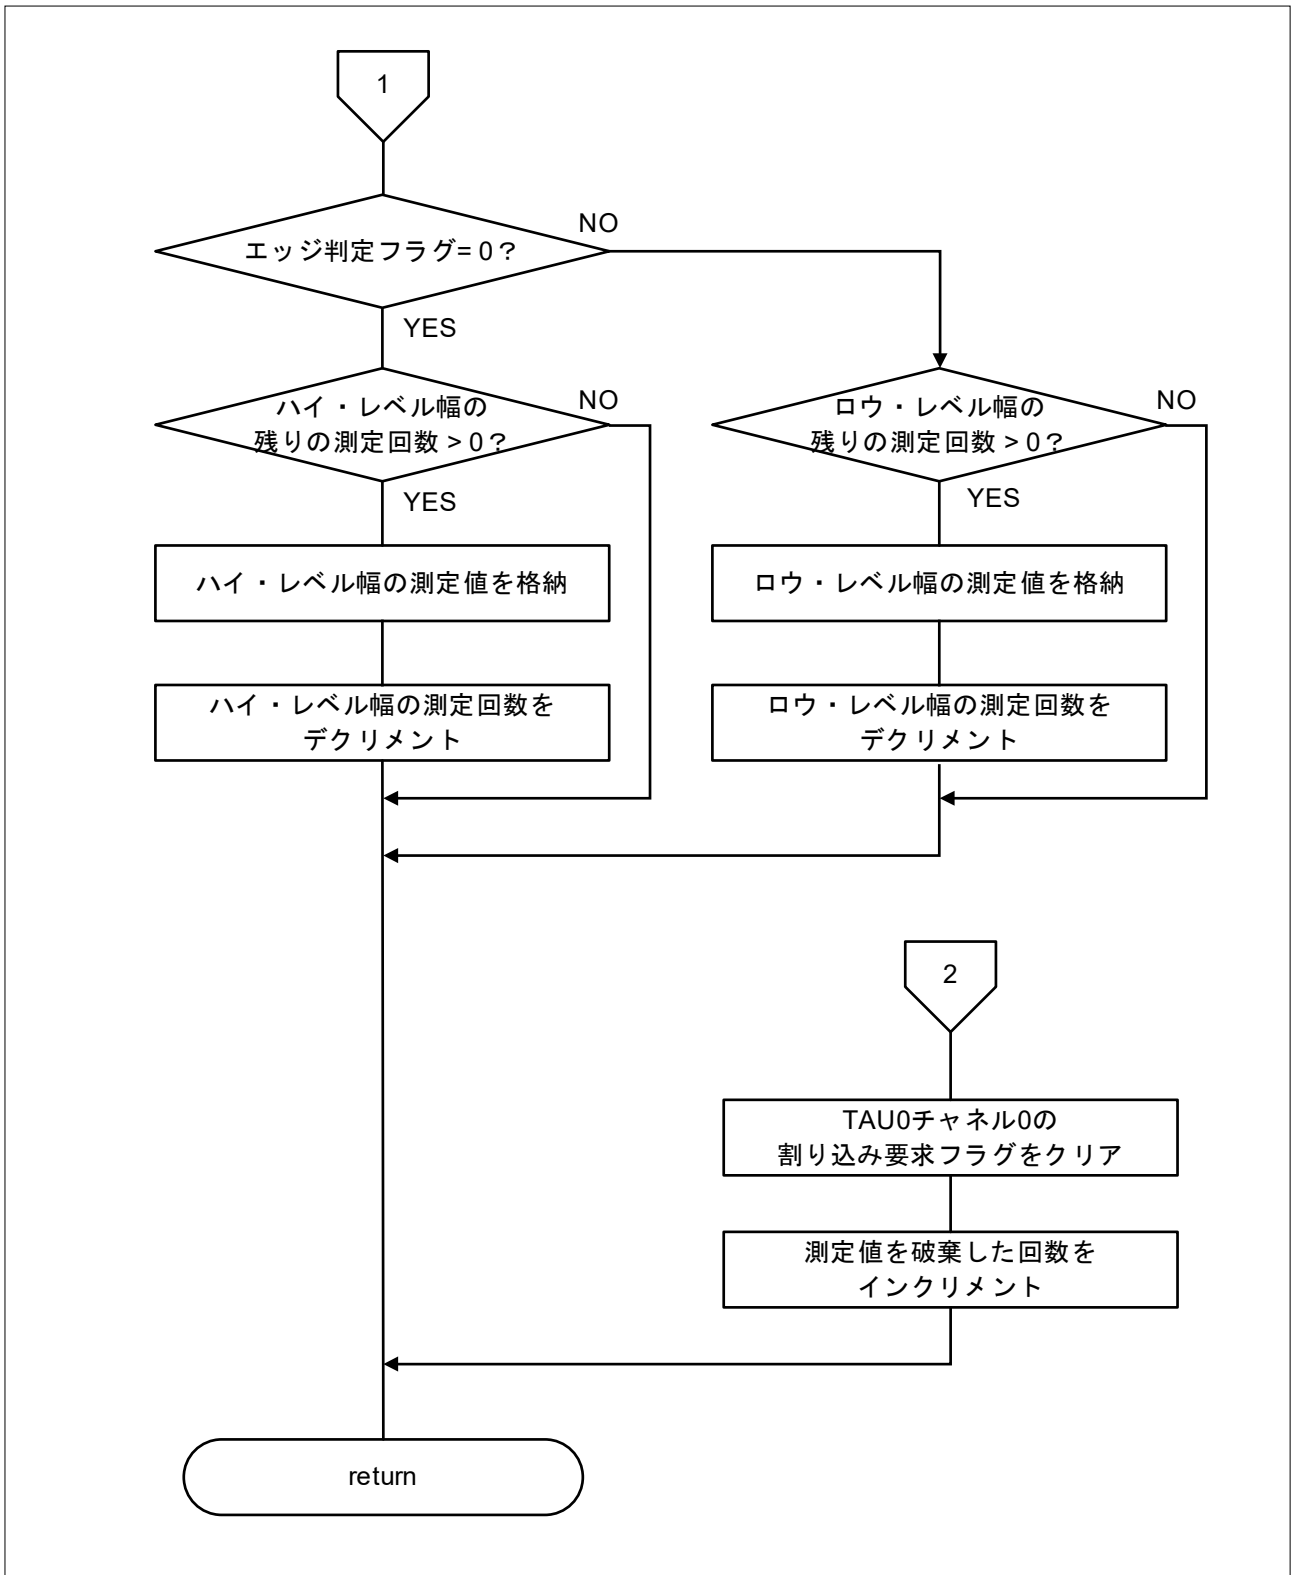 1
エッジ判定フラグ= 0？
NO
YES
ハイ・レベル幅の
残りの測定回数 > 0？
NO
YES
ハイ・レベル幅の測定値を格納
ハイ・レベル幅の測定回数を
デクリメント
ロウ・レベル幅の
残りの測定回数 > 0？
NO
YES
ロウ・レベル幅の測定値を格納
ロウ・レベル幅の測定回数を
デクリメント
2
TAU0チャネル0の
割り込み要求フラグをクリア
測定値を破棄した回数を
インクリメント
return